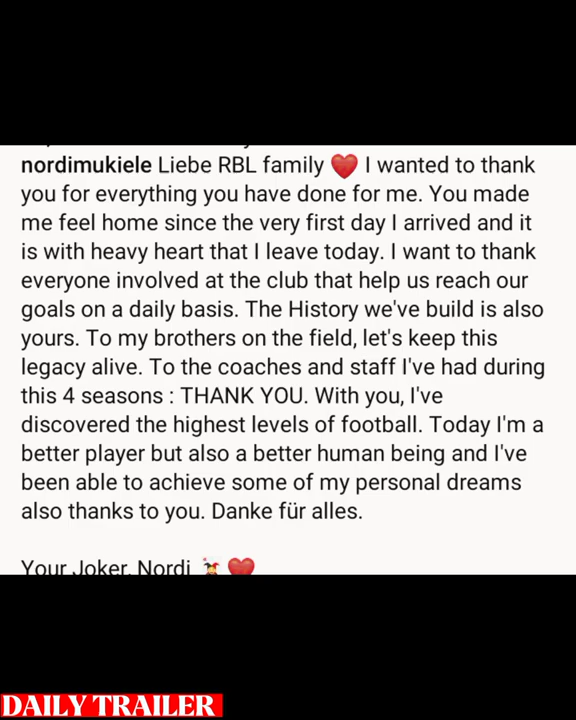 nordimukiele Liebe RBL family ❤️ I wanted to thank
you for everything you have done for me. You made
me feel home since the very first day I arrived and it
is with heavy heart that I leave today. I want to thank
everyone involved at the club that help us reach our
goals on a daily basis. The History we've build is also
yours. To my brothers on the field, let's keep this
legacy alive. To the coaches and staff I've had during
this 4 seasons : THANK YOU. With you, I've
discovered the highest levels of football. Today I'm a
better player but also a better human being and I've
been able to achieve some of my personal dreams
also thanks to you. Danke für alles.
Your Joker, Nordi 🃏❤️
DAILY TRAILER